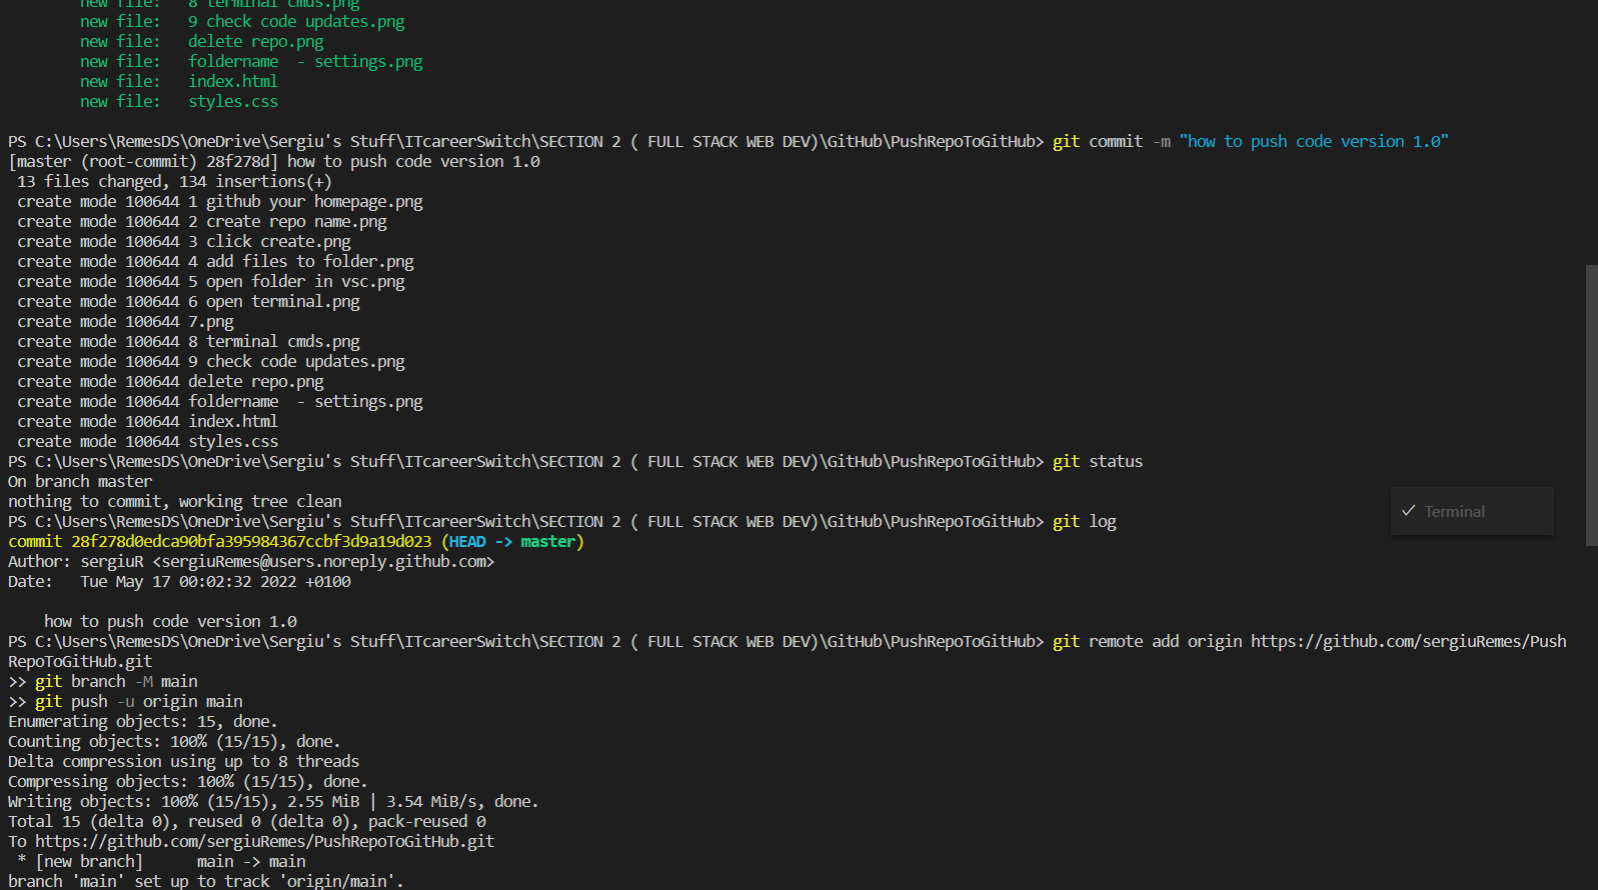 new file:   8 terminal cmds.png
new file:   9 check code updates.png
new file:   delete repo.png
new file:   foldername  - settings.png
new file:   index.html
new file:   styles.css
PS C:\Users\RemesDS\OneDrive\Sergiu's Stuff\ITcareerSwitch\SECTION 2 ( FULL STACK WEB DEV)\GitHub\PushRepoToGitHub> git commit -m "how to push code version 1.0"
[master (root-commit) 28f278d] how to push code version 1.0
 13 files changed, 134 insertions(+)
 create mode 100644 1 github your homepage.png
 create mode 100644 2 create repo name.png
 create mode 100644 3 click create.png
 create mode 100644 4 add files to folder.png
 create mode 100644 5 open folder in vsc.png
 create mode 100644 6 open terminal.png
 create mode 100644 7.png
 create mode 100644 8 terminal cmds.png
 create mode 100644 9 check code updates.png
 create mode 100644 delete repo.png
 create mode 100644 foldername  - settings.png
 create mode 100644 index.html
 create mode 100644 styles.css
PS C:\Users\RemesDS\OneDrive\Sergiu's Stuff\ITcareerSwitch\SECTION 2 ( FULL STACK WEB DEV)\GitHub\PushRepoToGitHub> git status
On branch master
nothing to commit, working tree clean
PS C:\Users\RemesDS\OneDrive\Sergiu's Stuff\ITcareerSwitch\SECTION 2 ( FULL STACK WEB DEV)\GitHub\PushRepoToGitHub> git log
✓ Terminal
commit 28f278d0edca90bfa395984367ccbf3d9a19d023 (HEAD -> master)
Author: sergiuR <sergiuRemes@users.noreply.github.com>
Date:   Tue May 17 00:02:32 2022 +0100
    how to push code version 1.0
PS C:\Users\RemesDS\OneDrive\Sergiu's Stuff\ITcareerSwitch\SECTION 2 ( FULL STACK WEB DEV)\GitHub\PushRepoToGitHub> git remote add origin https://github.com/sergiuRemes/Push
RepoToGitHub.git
>> git branch -M main
>> git push -u origin main
Enumerating objects: 15, done.
Counting objects: 100% (15/15), done.
Delta compression using up to 8 threads
Compressing objects: 100% (15/15), done.
Writing objects: 100% (15/15), 2.55 MiB | 3.54 MiB/s, done.
Total 15 (delta 0), reused 0 (delta 0), pack-reused 0
To https://github.com/sergiuRemes/PushRepoToGitHub.git
 * [new branch]      main -> main
branch 'main' set up to track 'origin/main'.